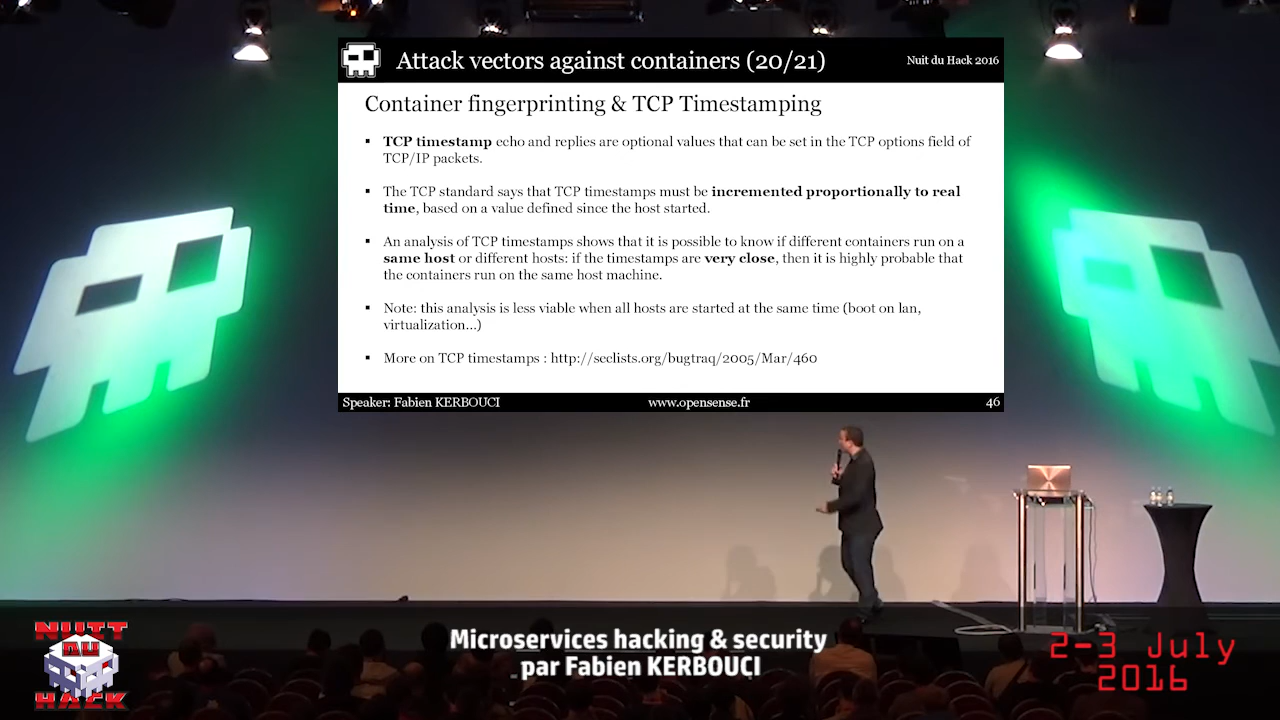 Attack vectors against containers (20/21)
Nuit du Hack 2016
Container fingerprinting & TCP Timestamping
▪ TCP timestamp echo and replies are optional values that can be set in the TCP options field of
TCP/IP packets.
▪ The TCP standard says that TCP timestamps must be incremented proportionally to real
time, based on a value defined since the host started.
▪ An analysis of TCP timestamps shows that it is possible to know if different containers run on a
same host or different hosts: if the timestamps are very close, then it is highly probable that
the containers run on the same host machine.
▪ Note: this analysis is less viable when all hosts are started at the same time (boot on lan,
virtualization...)
▪ More on TCP timestamps : http://seclists.org/bugtraq/2005/Mar/460
Speaker: Fabien KERBOUCI
www.opensense.fr
46
NUIT
DU
HACK
Microservices hacking & security
par Fabien KERBOUCI
2-3 July
2016